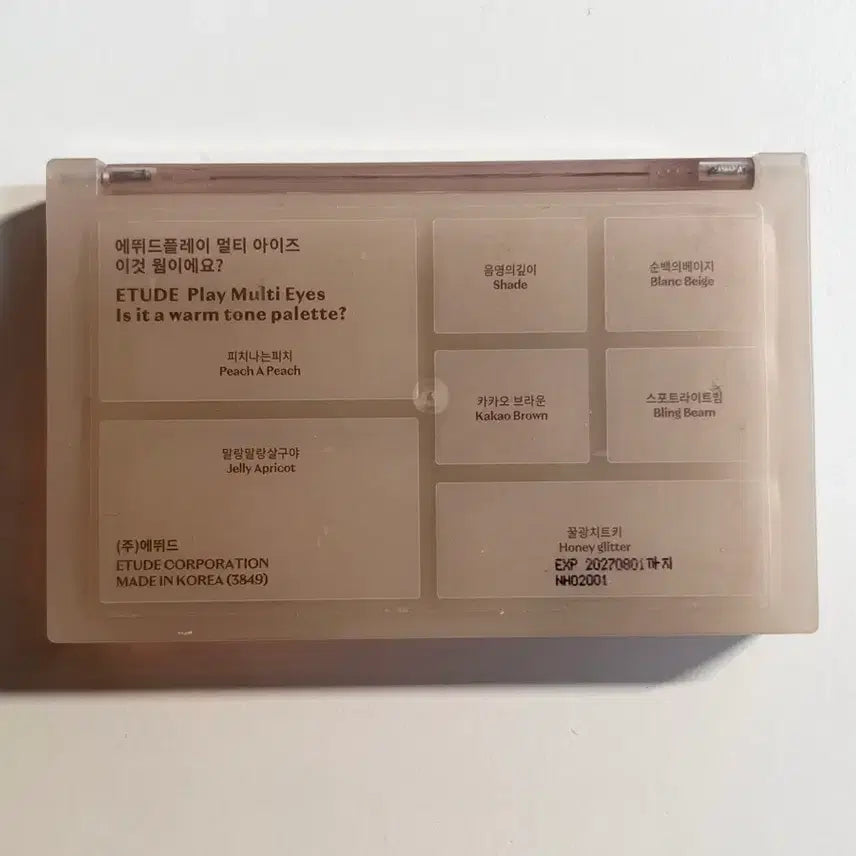 에뛰드플레이 멀티 아이즈
이것 웜이에요?
ETUDE Play Multi Eyes
Is it a warm tone palette?
피치나는피치
Peach A Peach
음영의깊이
Shade
순백의베이지
Blanc Beige
카카오 브라운
Kakao Brown
스포트라이트빔
Bling Beam
말랑말랑살구야
Jelly Apricot
(주)에뛰드
ETUDE CORPORATION
MADE IN KOREA (3849)
꿀광치트키
Honey glitter
EXP 20270801까지
NH02001